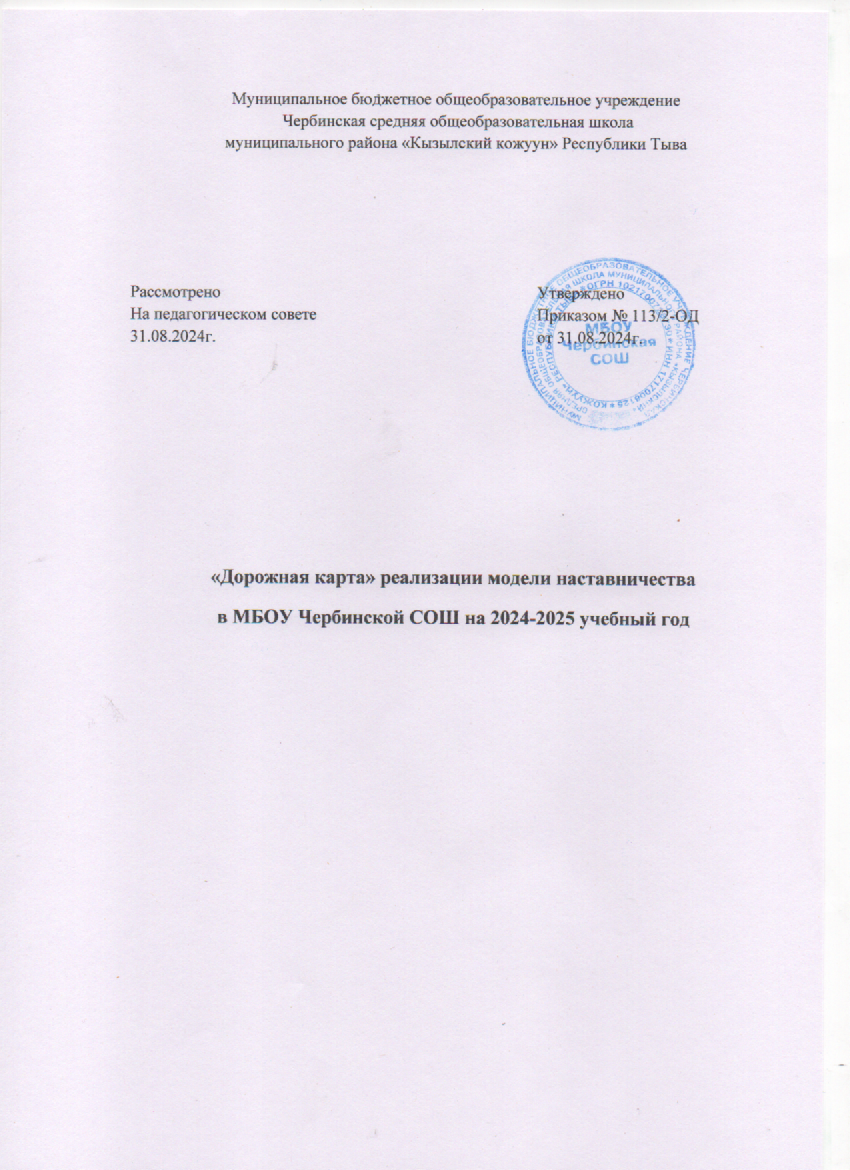 Муниципальное бюджетное общеобразовательное учреждение
Чербинская средняя общеобразовательная школа
муниципального района «Кызылский кожуун» Республики Тыва
Рассмотрено
На педагогическом совете
31.08.2024г.
Утверждено
Приказом № 113/2-ОД
от 31.08.2024г.
МБОУ
Чербинская
СОШ
«Дорожная карта» реализации модели наставничества
в МБОУ Чербинской СОШ на 2024-2025 учебный год